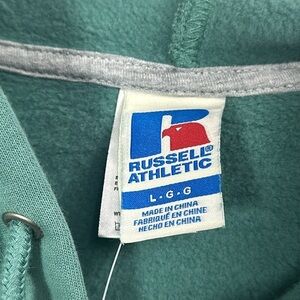 RUSSELL®
ATHLETIC
L-G-G
MADE IN CHINA
FABRIQUÉ EN CHINE
HECHO EN CHINA